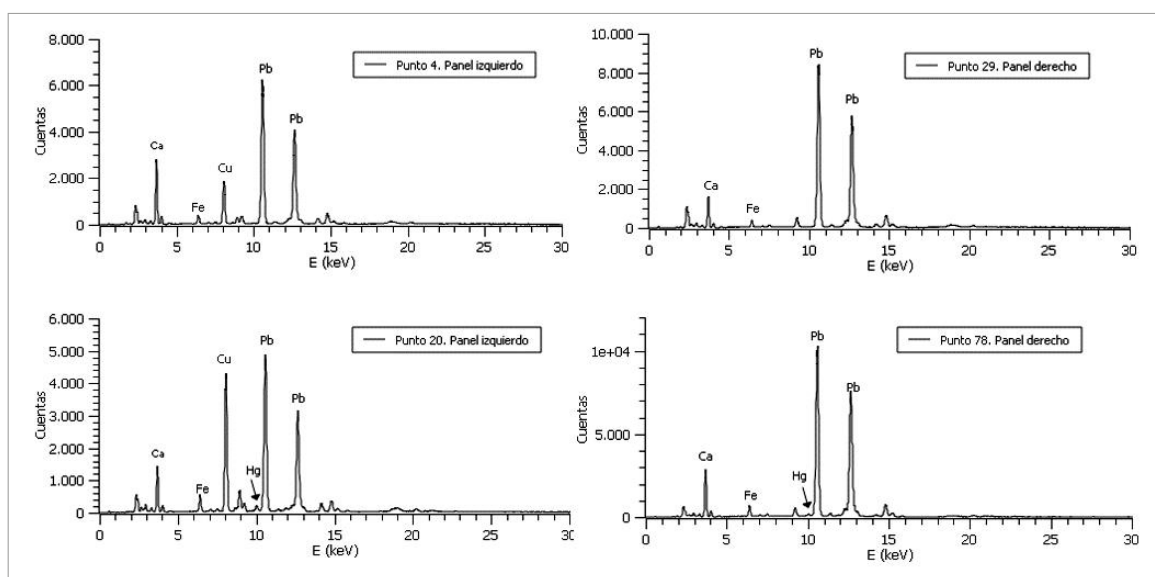 8.000
6.000
4.000
2.000
0
Cuentas
Punto 4. Panel izquierdo
Ca
Fe
Cu
Pb
Pb
0 5 10 15 20 25 30
E (keV)
10.000
8.000
6.000
4.000
2.000
0
Cuentas
Punto 29. Panel derecho
Ca
Fe
Pb
Pb
0 5 10 15 20 25 30
E (keV)
6.000
5.000
4.000
3.000
2.000
1.000
0
Cuentas
Punto 20. Panel izquierdo
Ca
Fe
Cu
Hg
Pb
Pb
0 5 10 15 20 25 30
E (keV)
1e+04
5.000
0
Cuentas
Punto 78. Panel derecho
Ca
Fe
Hg
Pb
Pb
0 5 10 15 20 25 30
E (keV)